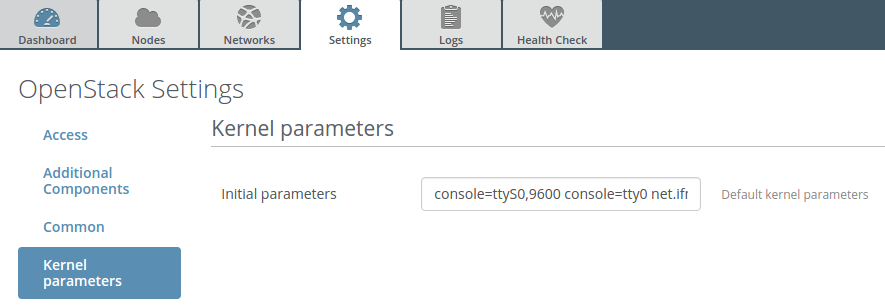 Dashboard Nodes Networks Settings Logs Health Check
OpenStack Settings
Access
Additional
Components
Common
Kernel
parameters
Kernel parameters
Initial parameters console=ttyS0,9600 console=tty0 net.ifr Default kernel parameters